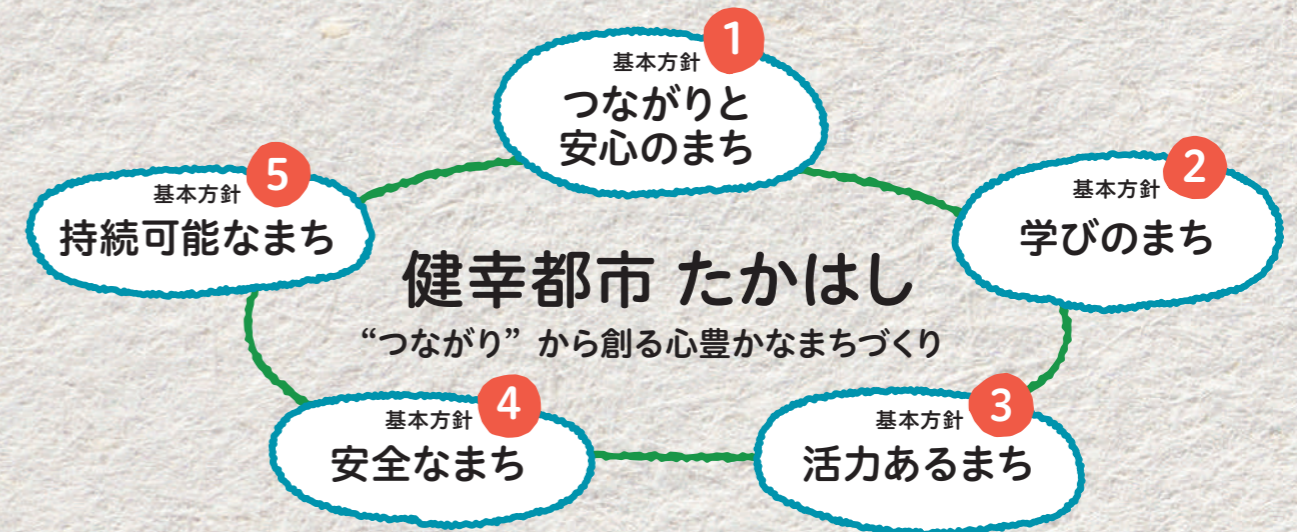 基本方針 1
つながりと
安心のまち
基本方針 2
学びのまち
基本方針 3
活力あるまち
基本方針 4
安全なまち
基本方針 5
持続可能なまち
健幸都市 たかはし
“つながり” から創る心豊かなまちづくり